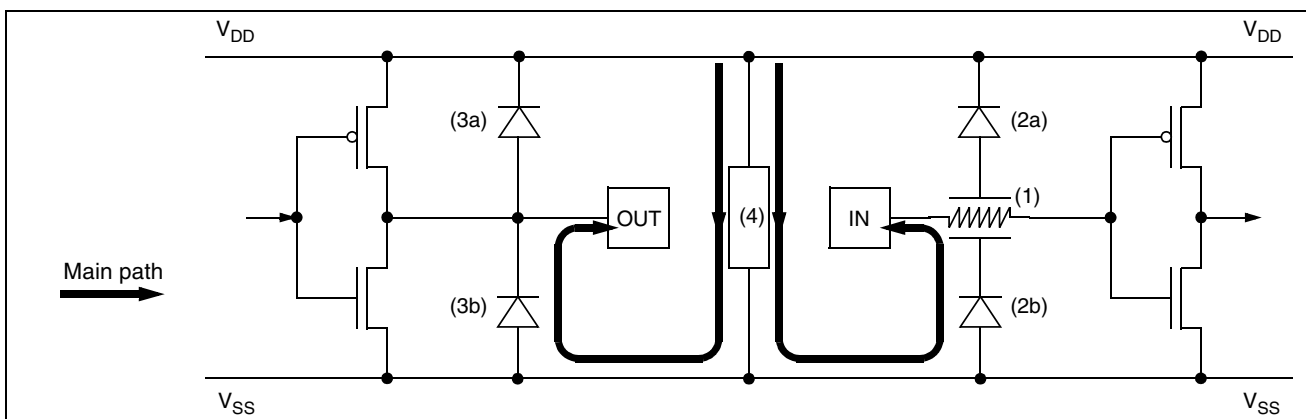 VDD
VDD
(3a)
(2a)
(1)
OUT
(4)
IN
Main path
(3b)
(2b)
VSS
VSS